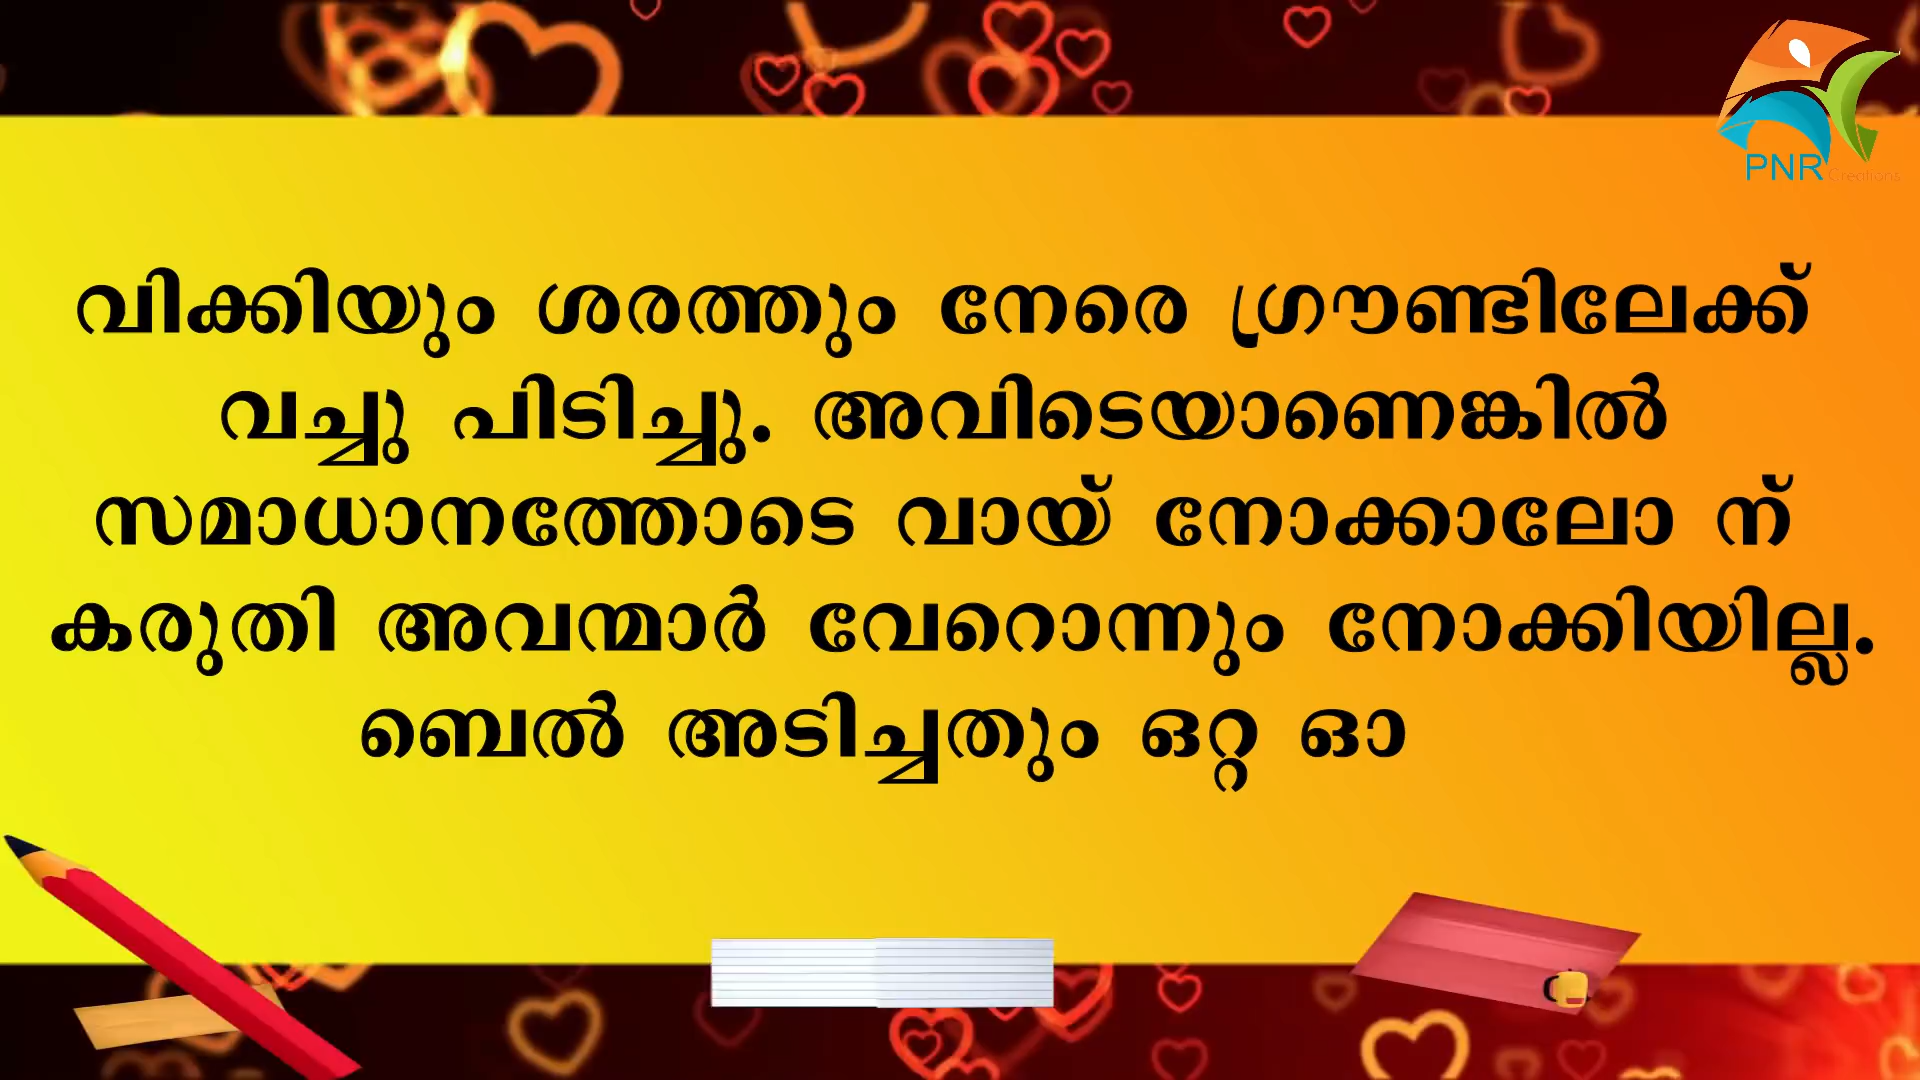 PNR Creations
വിക്കിയും ശരത്തും നേരെ ഗ്രൗണ്ടിലേക്ക്
വച്ചു പിടിച്ചു. അവിടെയാണെങ്കിൽ
സമാധാനത്തോടെ വായ് നോക്കാലോ ന്
കരുതി അവന്മാർ വേറൊന്നും നോക്കിയില്ല.
ബെൽ അടിച്ചതും ഒറ്റ ഓ